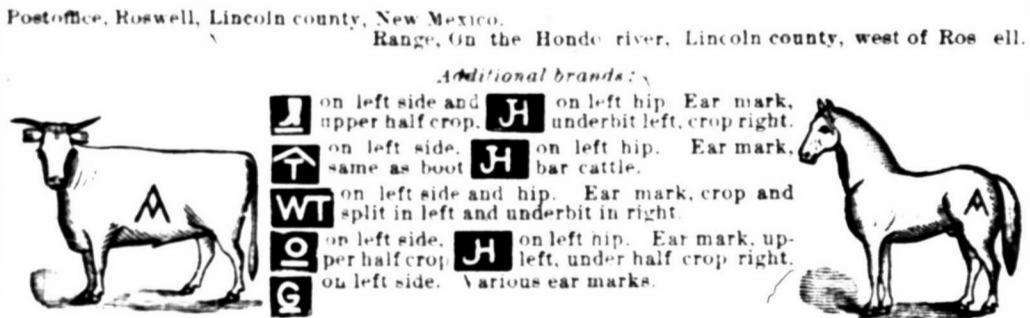 Postoffice, Roswell, Lincoln county, New Mexico.
Range, On the Hondo river, Lincoln county, west of Ros ell.
Additional brands:
on left side and JH on left hip Ear mark,
upper half crop. underbit left, crop right.
T on left side. JH on left hip. Ear mark,
same as boot bar cattle.
WT on left side and hip. Ear mark, crop and
split in left and underbit in right.
O on left side. JH on left hip. Ear mark, up-
per half crop left, under half crop right.
G on left side. Various ear marks.